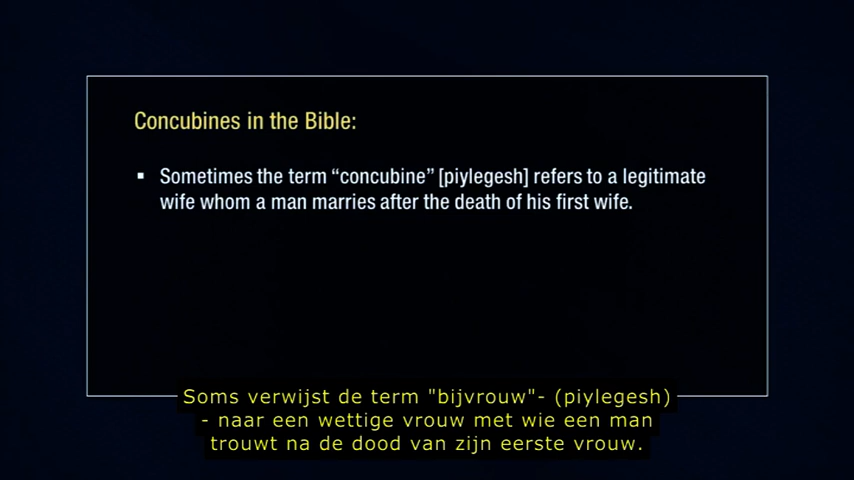 Concubines in the Bible:
▪ Sometimes the term “concubine” [piylegesh] refers to a legitimate
wife whom a man marries after the death of his first wife.
Soms verwijst de term "bijvrouw"- (piylegesh)
- naar een wettige vrouw met wie een man
trouwt na de dood van zijn eerste vrouw.